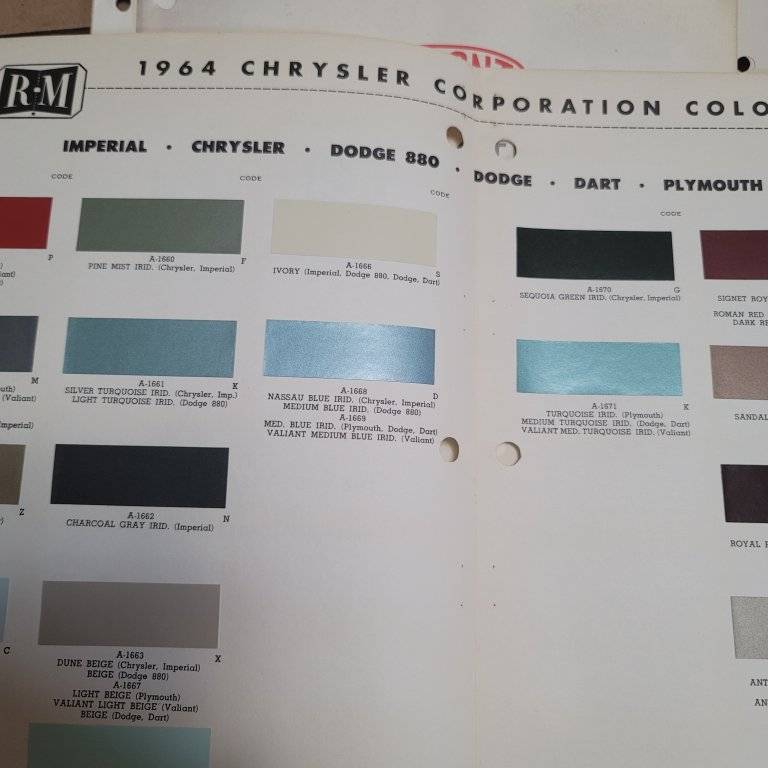 R-M
1964 CHRYSLER CORPORATION COLO
IMPERIAL • CHRYSLER • DODGE 880 • DODGE • DART • PLYMOUTH
CODE
CODE
CODE
CODE
P
A-1660 F
PINE MIST IRID. (Chrysler, Imperial)
A-1666 S
IVORY (Imperial, Dodge 880, Dodge, Dart)
A-1670 G
SEQUOIA GREEN IRID. (Chrysler, Imperial)
SIGNET ROY
ROMAN RED
DARK RE
M
(Valiant)
A-1661 K
SILVER TURQUOISE IRID. (Chrysler, Imp.)
LIGHT TURQUOISE IRID. (Dodge 880)
A-1668 D
NASSAU BLUE IRID. (Chrysler, Imperial)
MEDIUM BLUE IRID. (Dodge 880)
A-1669
MED. BLUE IRID. (Plymouth, Dodge, Dart)
VALIANT MEDIUM BLUE IRID. (Valiant)
A-1671 K
TURQUOISE IRID. (Plymouth)
MEDIUM TURQUOISE IRID. (Dodge, Dart)
VALIANT MED. TURQUOISE IRID. (Valiant)
SANDAL
Imperial)
Z
A-1662 N
CHARCOAL GRAY IRID. (Imperial)
ROYAL
C
A-1663 X
DUNE BEIGE (Chrysler, Imperial)
BEIGE (Dodge 880)
A-1667
LIGHT BEIGE (Plymouth)
VALIANT LIGHT BEIGE (Valiant)
BEIGE (Dodge, Dart)
ANT
AN